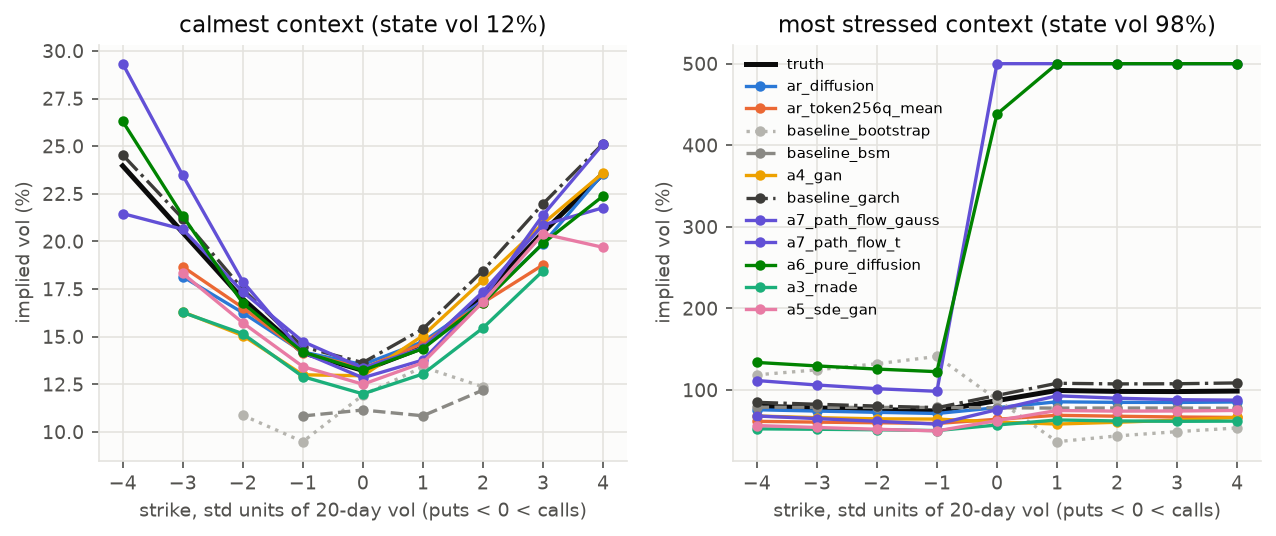 calmest context (state vol 12%)
30.0
27.5
25.0
22.5
20.0
17.5
15.0
12.5
10.0
implied vol (%)
−4 −3 −2 −1 0 1 2 3 4
strike, std units of 20-day vol (puts < 0 < calls)
most stressed context (state vol 98%)
500
400
300
200
100
implied vol (%)
truth
ar_diffusion
ar_token256q_mean
baseline_bootstrap
baseline_bsm
a4_gan
baseline_garch
a7_path_flow_gauss
a7_path_flow_t
a6_pure_diffusion
a3_rnade
a5_sde_gan
−4 −3 −2 −1 0 1 2 3 4
strike, std units of 20-day vol (puts < 0 < calls)